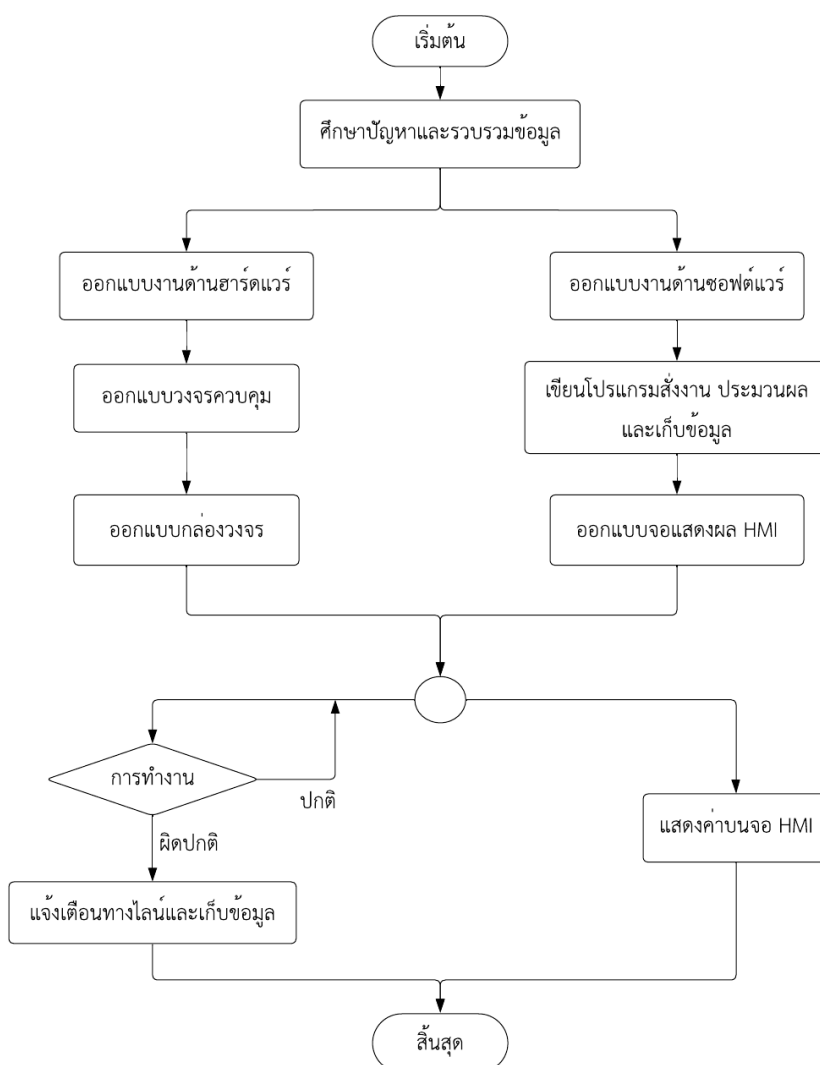 เริ่มต้น
ศึกษาปัญหาและรวบรวมข้อมูล
ออกแบบงานด้านฮาร์ดแวร์
ออกแบบงานด้านซอฟต์แวร์
ออกแบบวงจรควบคุม
เขียนโปรแกรมสั่งงาน ประมวนผล
และเก็บข้อมูล
ออกแบบกล่องวงจร
ออกแบบจอแสดงผล HMI
การทำงาน
ปกติ
ผิดปกติ
แสดงค่าบนจอ HMI
แจ้งเตือนทางไลน์และเก็บข้อมูล
สิ้นสุด